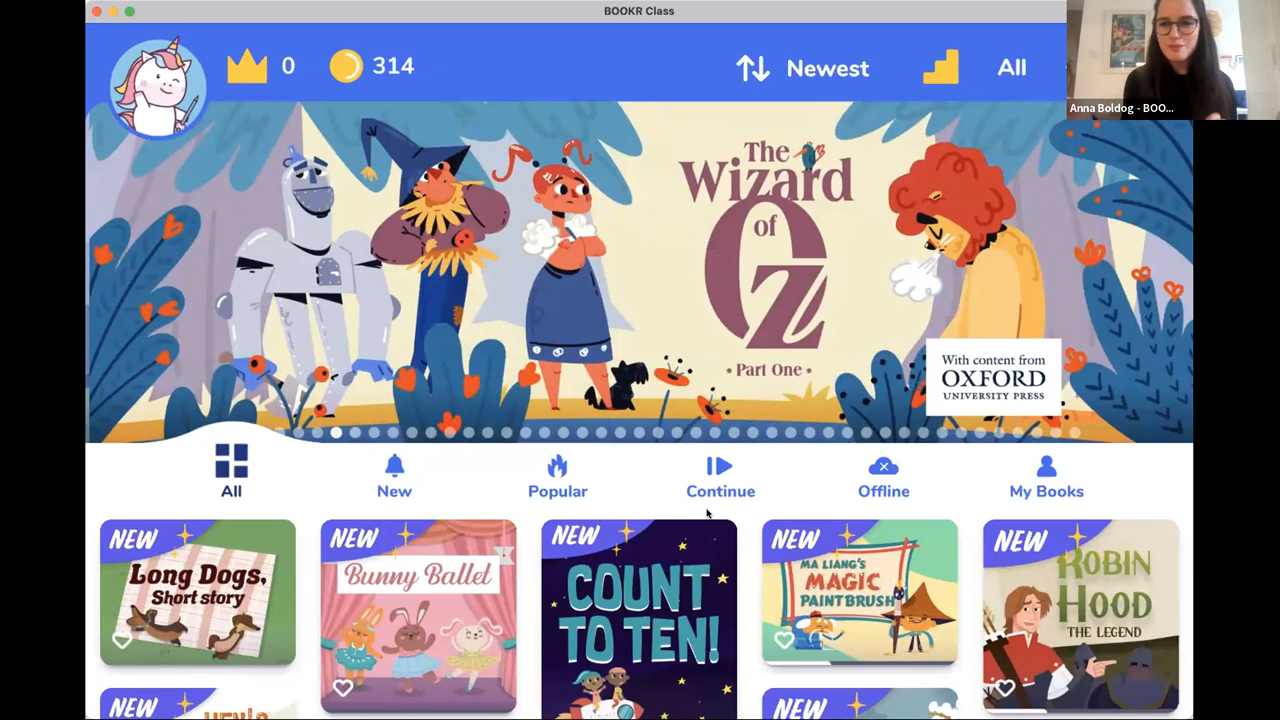 BOOKR Class
0
314
Newest
All
Anna Boldog - BOO...
The
Wizard
of
Oz
• Part One •
With content from
OXFORD
UNIVERSITY PRESS
All
New
Popular
Continue
Offline
My Books
NEW
Long Dogs,
Short story
NEW
Bunny Ballet
NEW
COUNT
TO TEN!
NEW
MA LIANG'S
MAGIC
PAINTBRUSH
NEW
ROBIN
HOOD
THE LEGEND
NEW
HEN'S
NEW